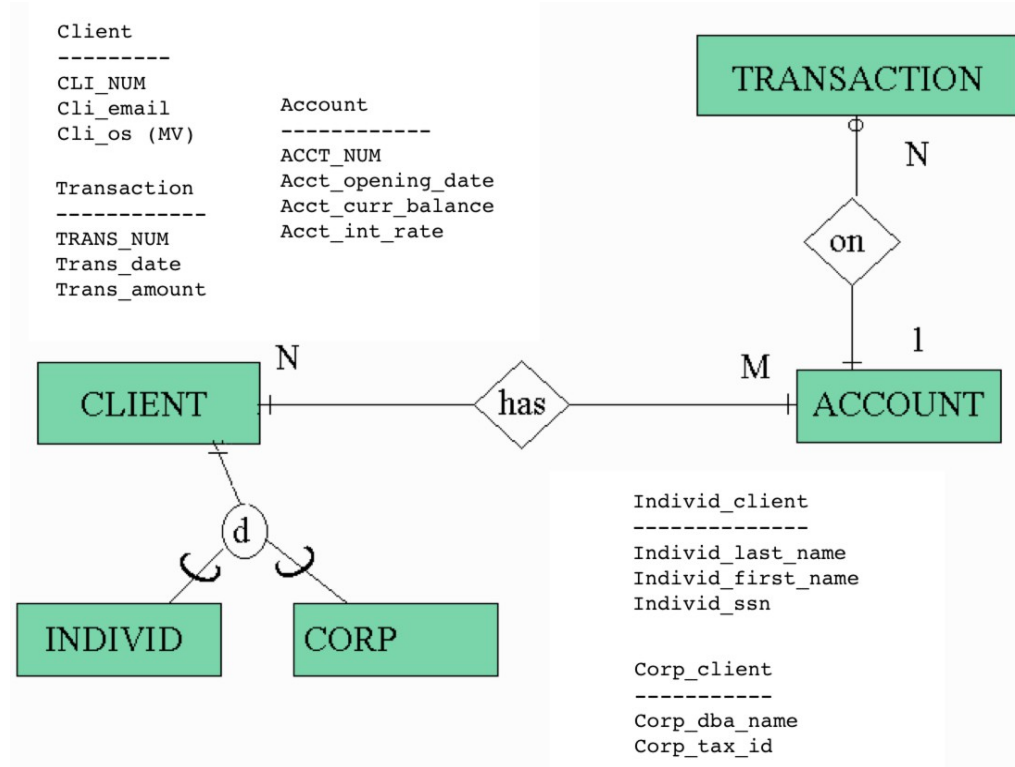 Client
---------
CLI_NUM
Cli_email
Cli_os (MV)
Transaction
------------
TRANS_NUM
Trans_date
Trans_amount
Account
------------
ACCT_NUM
Acct_opening_date
Acct_curr_balance
Acct_int_rate
TRANSACTION
N
on
1
CLIENT
N
has
M
ACCOUNT
d
INDIVID
CORP
Individ_client
--------------
Individ_last_name
Individ_first_name
Individ_ssn
Corp_client
-----------
Corp_dba_name
Corp_tax_id